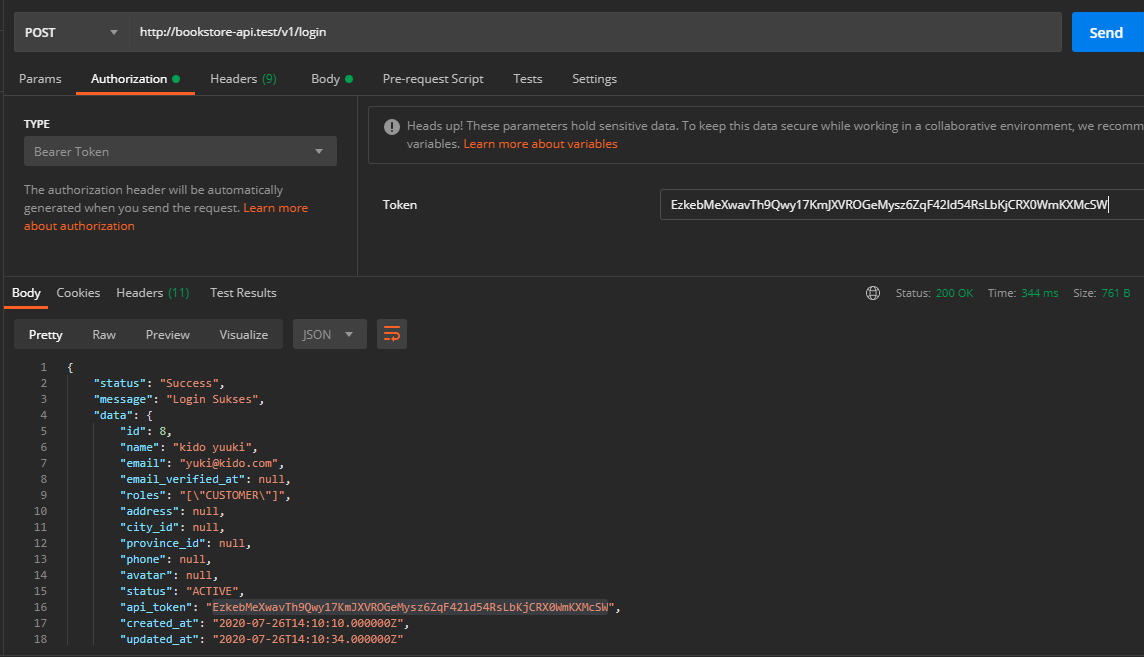 POST http://bookstore-api.test/v1/login Send
Params Authorization Headers (9) Body Pre-request Script Tests Settings
TYPE
Bearer Token
The authorization header will be automatically
generated when you send the request. Learn more
about authorization
Heads up! These parameters hold sensitive data. To keep this data secure while working in a collaborative environment, we recomm
variables. Learn more about variables
Token EzkebMeXwavTh9Qwy17KmJXVROGeMysz6ZqF42ld54RsLbKjCRX0WmKXMcSW
Body Cookies Headers (11) Test Results Status: 200 OK Time: 344 ms Size: 761 B
Pretty Raw Preview Visualize JSON
1 {
2 "status": "Success",
3 "message": "Login Sukses",
4 "data": {
5 "id": 8,
6 "name": "kido yuuki",
7 "email": "yuki@kido.com",
8 "email_verified_at": null,
9 "roles": "[\"CUSTOMER\"]",
10 "address": null,
11 "city_id": null,
12 "province_id": null,
13 "phone": null,
14 "avatar": null,
15 "status": "ACTIVE",
16 "api_token": "EzkebMeXwavTh9Qwy17KmJXVROGeMysz6ZqF42ld54RsLbKjCRX0WmKXMcSW",
17 "created_at": "2020-07-26T14:10:10.000000Z",
18 "updated_at": "2020-07-26T14:10:34.000000Z"